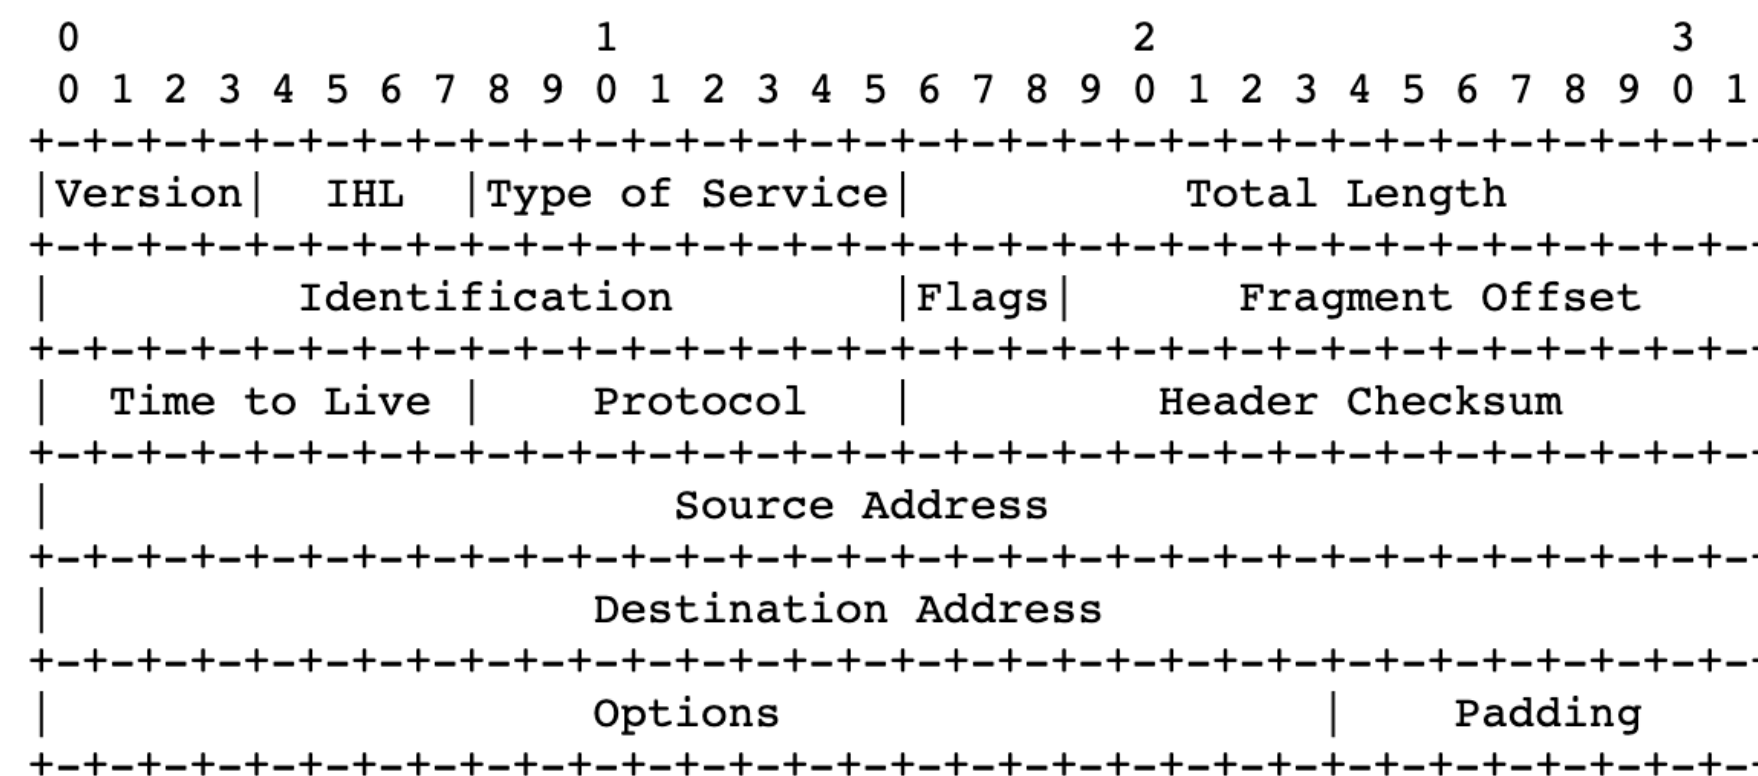 0                   1                   2                   3
0 1 2 3 4 5 6 7 8 9 0 1 2 3 4 5 6 7 8 9 0 1 2 3 4 5 6 7 8 9 0 1
+-+-+-+-+-+-+-+-+-+-+-+-+-+-+-+-+-+-+-+-+-+-+-+-+-+-+-+-+-+-+-+-+
|Version|  IHL  |Type of Service|          Total Length
+-+-+-+-+-+-+-+-+-+-+-+-+-+-+-+-+-+-+-+-+-+-+-+-+-+-+-+-+-+-+-+-+
|         Identification        |Flags|      Fragment Offset
+-+-+-+-+-+-+-+-+-+-+-+-+-+-+-+-+-+-+-+-+-+-+-+-+-+-+-+-+-+-+-+-+
|  Time to Live |    Protocol   |         Header Checksum
+-+-+-+-+-+-+-+-+-+-+-+-+-+-+-+-+-+-+-+-+-+-+-+-+-+-+-+-+-+-+-+-+
|                       Source Address
+-+-+-+-+-+-+-+-+-+-+-+-+-+-+-+-+-+-+-+-+-+-+-+-+-+-+-+-+-+-+-+-+
|                    Destination Address
+-+-+-+-+-+-+-+-+-+-+-+-+-+-+-+-+-+-+-+-+-+-+-+-+-+-+-+-+-+-+-+-+
|                    Options                    |    Padding
+-+-+-+-+-+-+-+-+-+-+-+-+-+-+-+-+-+-+-+-+-+-+-+-+-+-+-+-+-+-+-+-+